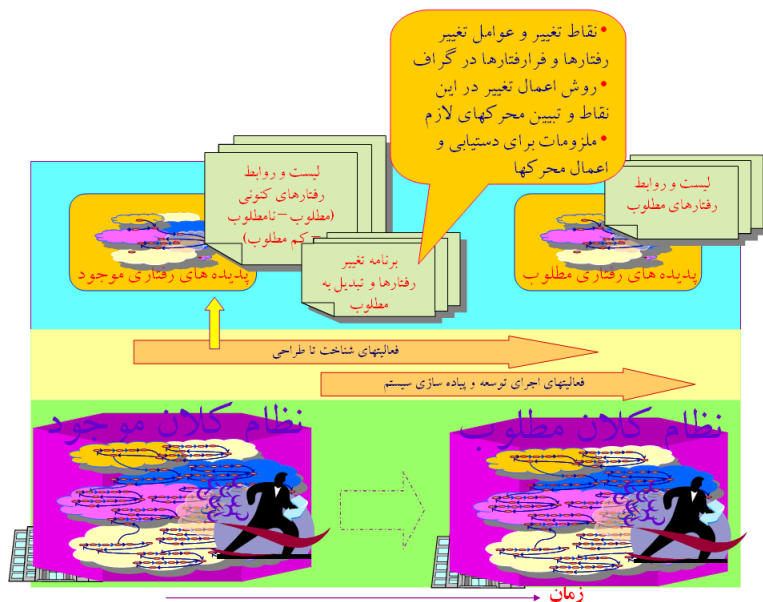 •نقاط تغییر و عوامل تغییر
رفتارها و فرارفتارها در گراف
•روش اعمال تغییر در این
نقاط و تبیین محرکهای لازم
•ملزومات برای دستیابی و
اعمال محرکها
لیست و روابط
رفتارهای مطلوب
لیست و روابط
رفتارهای کنونی
(مطلوب –نامطلوب
–کم مطلوب)
برنامه تغییر
رفتارها و تبدیل به
مطلوب
پدیده های رفتاری مطلوب
پدیده های رفتاری موجود
فعالیتهای شناخت تا طراحی
فعالیتهای اجرای توسعه و پیاده سازی سیستم
نظام کلان مطلوب
نظام کلان موجود
زمان